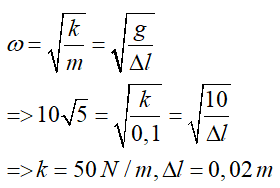 ω = √(k/m) = √(g/Δl)
=> 10√5 = √(k/0,1) = √(10/Δl)
=> k = 50 N / m, Δl = 0,02 m